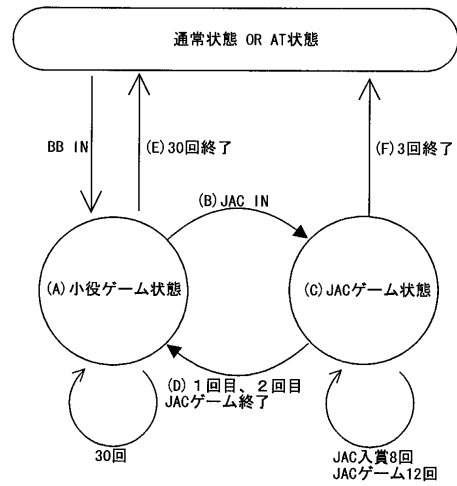 通常状態 OR AT状態
BB IN
(E)30回終了
(F)3回終了
(B)JAC IN
(A)小役ゲーム状態
(C)JACゲーム状態
(D)1回目、2回目
JACゲーム終了
30回
JAC入賞8回
JACゲーム12回